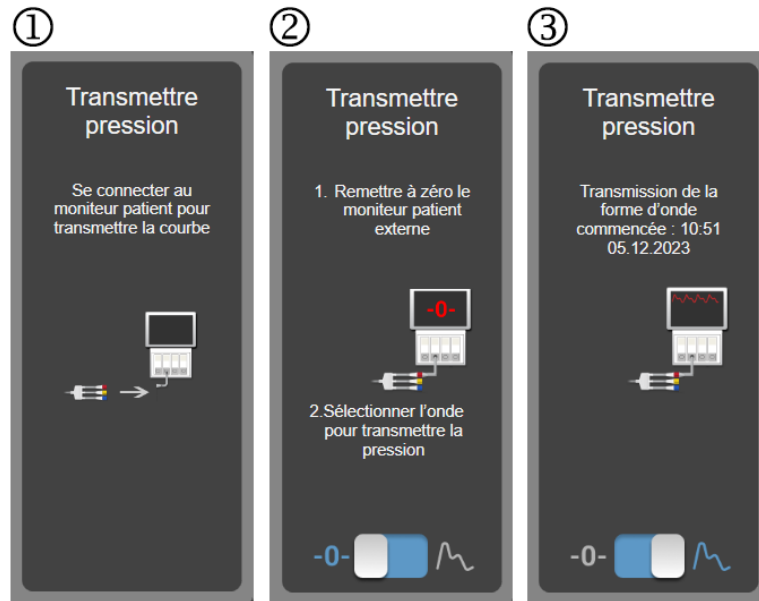 ①
Transmettre
pression
Se connecter au
moniteur patient pour
transmettre la courbe
②
Transmettre
pression
1. Remettre à zéro le
moniteur patient
externe
-0-
2.Sélectionner l'onde
pour transmettre la
pression
-0-
③
Transmettre
pression
Transmission de la
forme d'onde
commencée : 10:51
05.12.2023
-0-